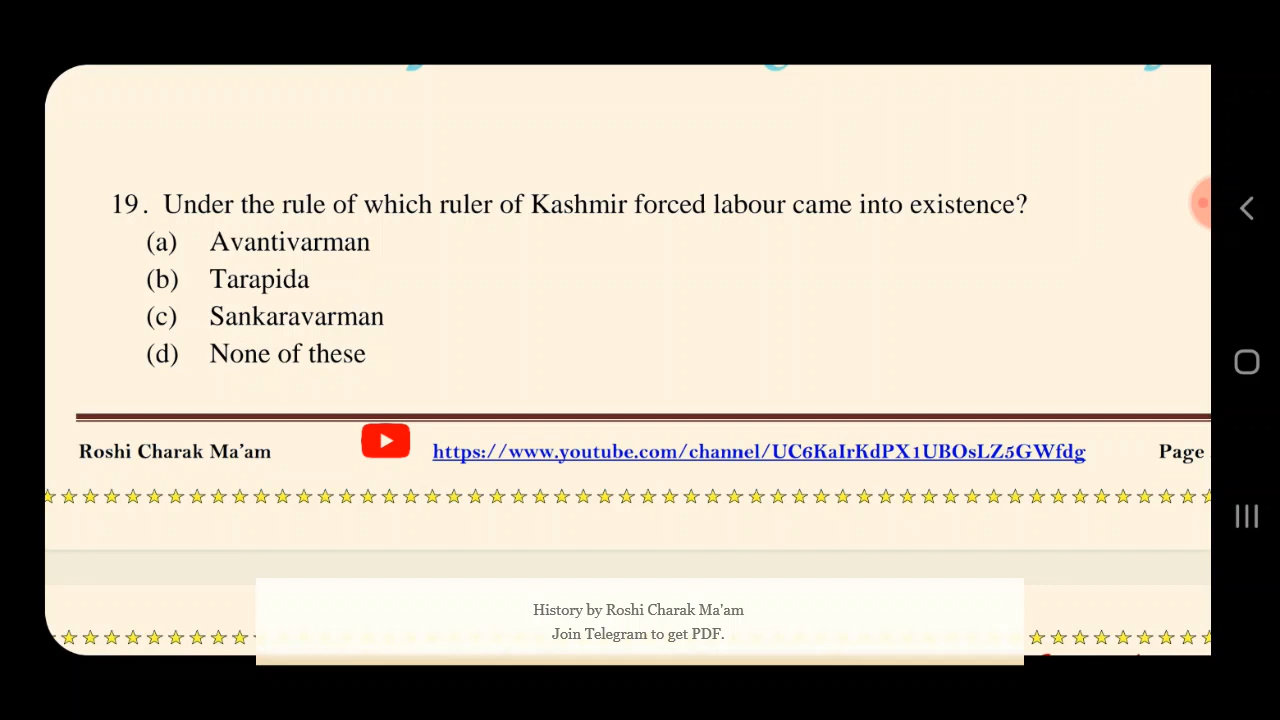 19. Under the rule of which ruler of Kashmir forced labour came into existence?
(a) Avantivarman
(b) Tarapida
(c) Sankaravarman
(d) None of these
Roshi Charak Ma’am https://www.youtube.com/channel/UC6KaIrKdPX1UBOsLZ5GWfdg Page
History by Roshi Charak Ma'am
Join Telegram to get PDF.